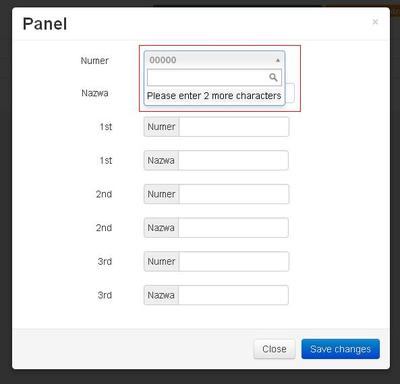 Panel ×
Numer 00000
Please enter 2 more characters
Nazwa
1st Numer
1st Nazwa
2nd Numer
2nd Nazwa
3rd Numer
3rd Nazwa
Close Save changes